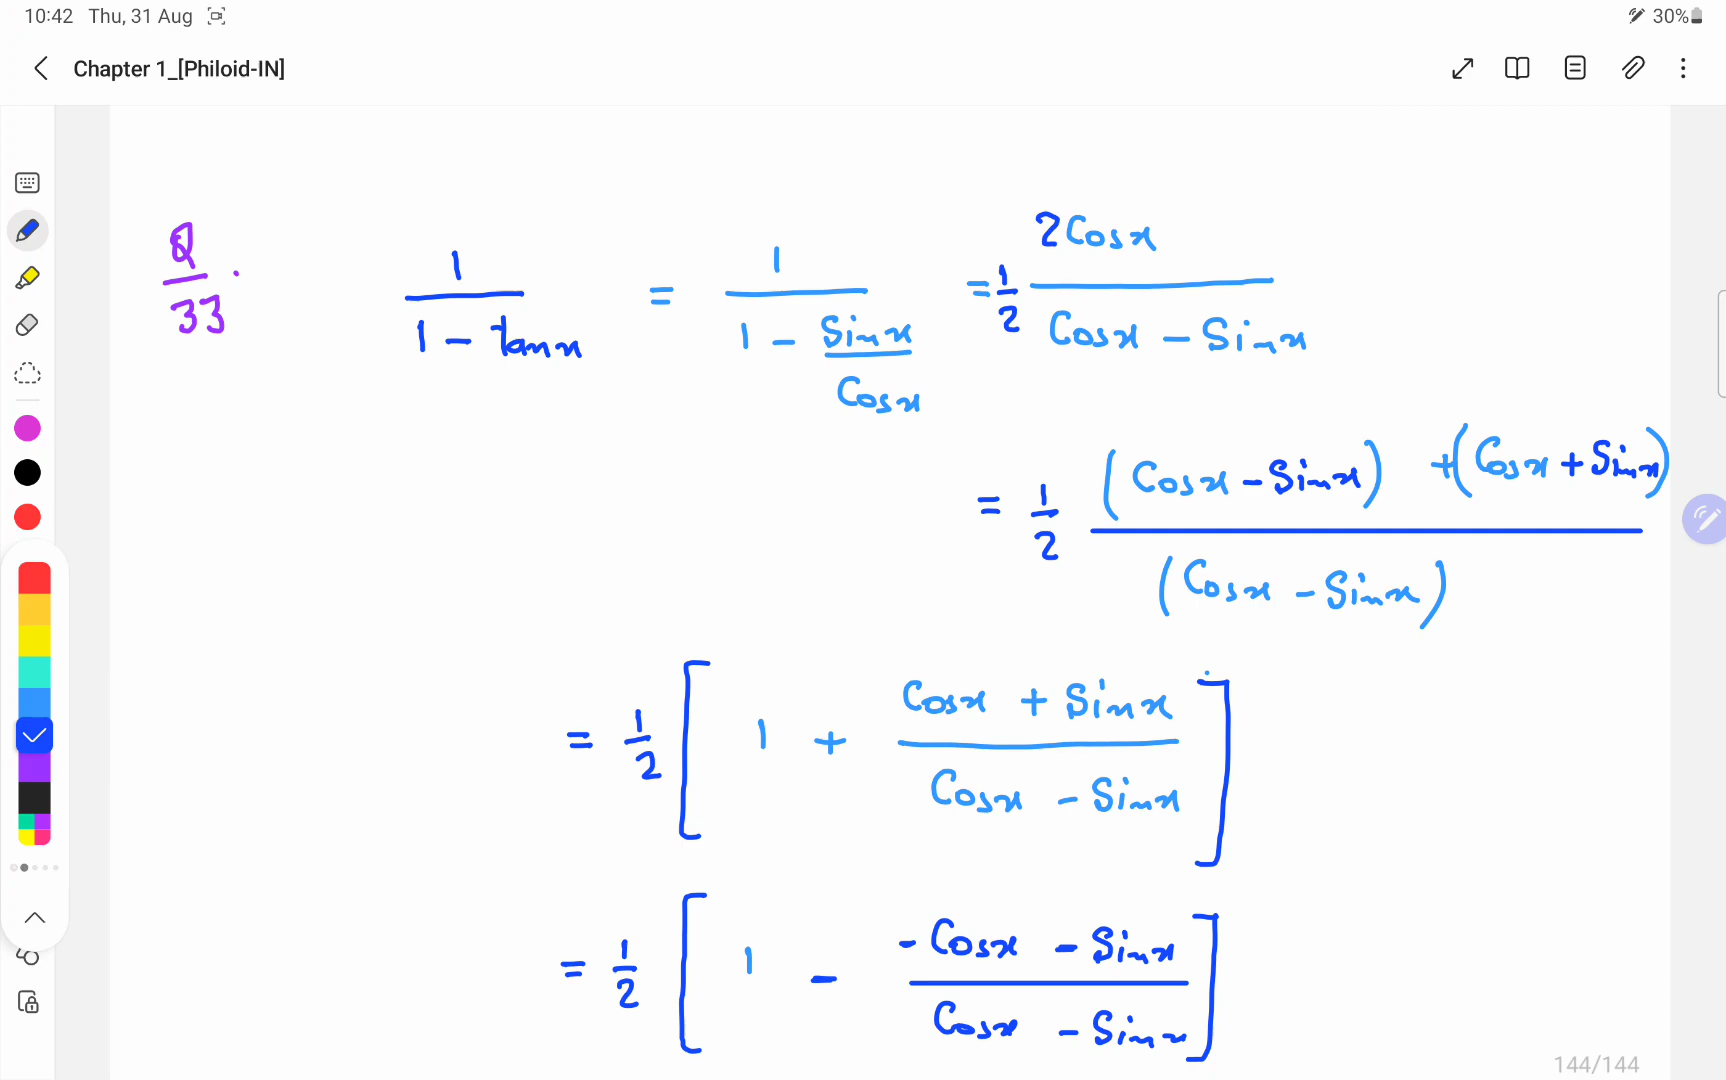 10:42 Thu, 31 Aug 30%
Chapter 1_[Philoid-IN]
Q/33. 1/(1 - tanx) = 1/(1 - Sinx/Cosx) = 1/2 2Cosx/(Cosx - Sinx)
= 1/2 ((Cosx - Sinx) + (Cosx + Sinx))/(Cosx - Sinx)
= 1/2 [1 + (Cosx + Sinx)/(Cosx - Sinx)]
= 1/2 [1 - (-Cosx - Sinx)/(Cosx - Sinx)]
144/144